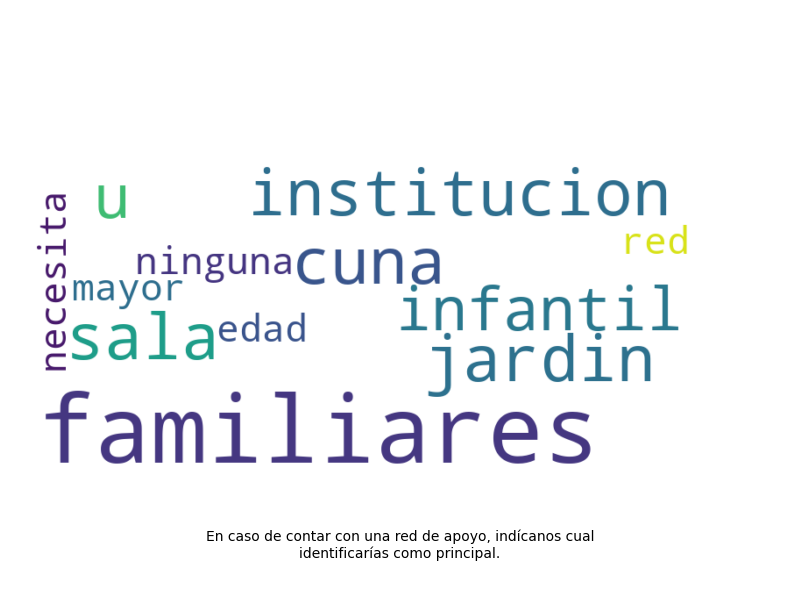 u
institucion
necesita
red
ninguna
cuna
mayor
infantil
sala
edad
jardin
familiares
En caso de contar con una red de apoyo, indícanos cual
identificarías como principal.